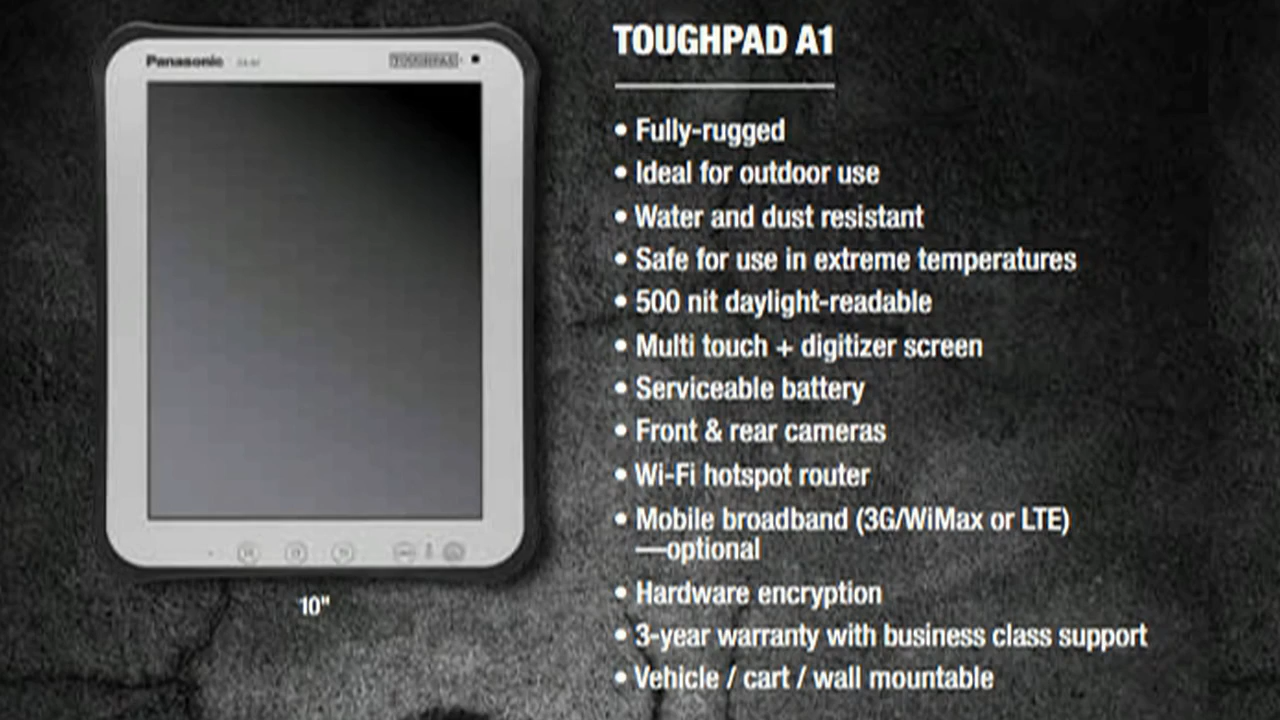 Panasonic
TOUGHPAD
10"
TOUGHPAD A1
• Fully-rugged
• Ideal for outdoor use
• Water and dust resistant
• Safe for use in extreme temperatures
• 500 nit daylight-readable
• Multi touch + digitizer screen
• Serviceable battery
• Front & rear cameras
• Wi-Fi hotspot router
• Mobile broadband (3G/WiMax or LTE)
—optional
• Hardware encryption
• 3-year warranty with business class support
• Vehicle / cart / wall mountable